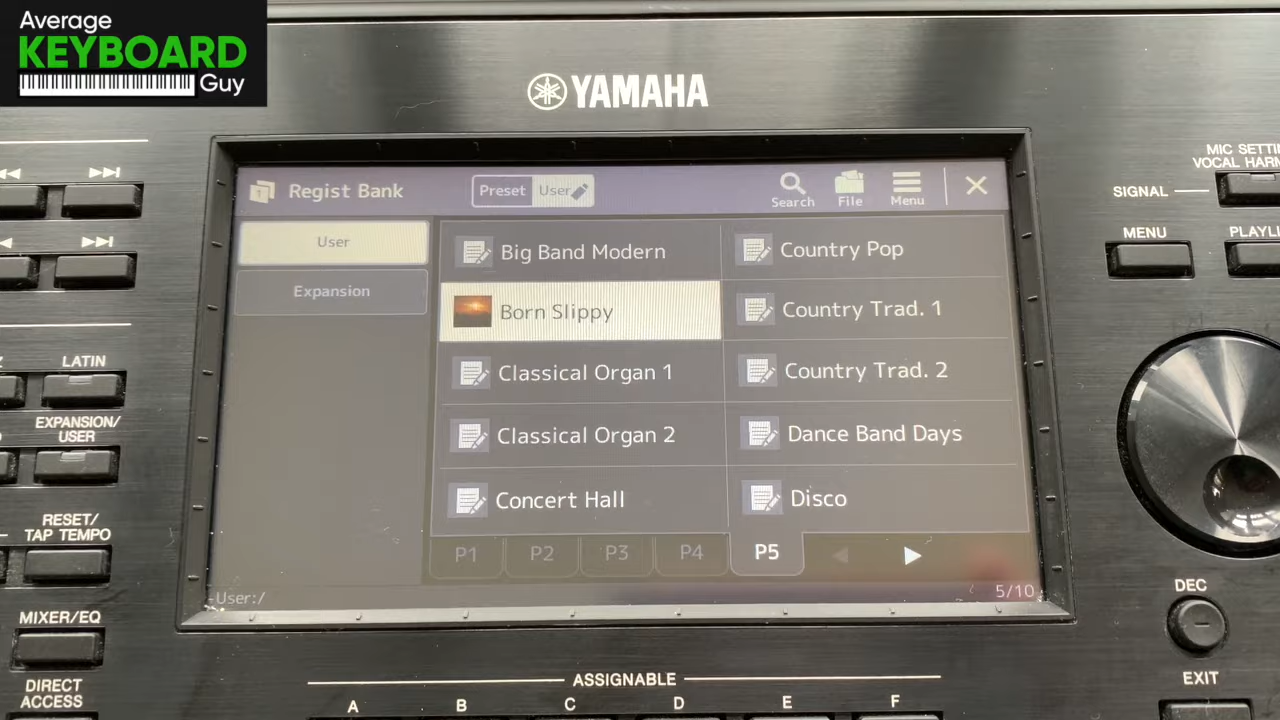 Average
KEYBOARD
Guy
YAMAHA
Regist Bank
Preset
User
Search
File
Menu
User
Expansion
Big Band Modern
Country Pop
Born Slippy
Country Trad. 1
Classical Organ 1
Country Trad. 2
Classical Organ 2
Dance Band Days
Concert Hall
Disco
P1
P2
P3
P4
P5
User:/
5/10
SIGNAL
MENU
LATIN
EXPANSION/
USER
RESET/
TAP TEMPO
MIXER/EQ
DIRECT
ACCESS
DEC
EXIT
ASSIGNABLE
A
B
C
D
E
F